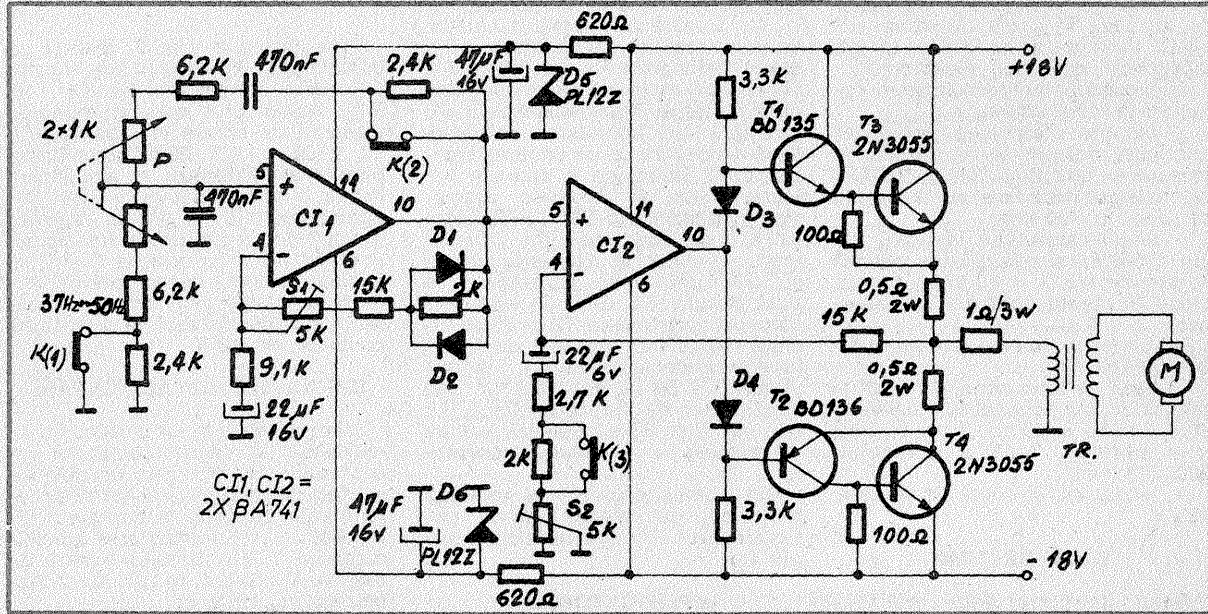 620Ω
47µF
16v
D5
PL12Z
+18V
6,2K
470nF
2,4K
3,3K
T1
BD135
T3
2N3055
2×1K
P
K(2)
5
+
11
470nF
CI1
10
5
+
11
CI2
10
D3
100Ω
4
-
6
D1
4
-
6
S1
15K
2K
5K
D2
37Hz~50Hz
6,2K
K(1)
2,4K
9,1K
22µF
16v
0,5Ω
2w
15K
1Ω/3w
0,5Ω
2w
M
TR.
22µF
6v
2,7K
2K
K(3)
S2
5K
D4
T2
BD136
T4
2N3055
3,3K
100Ω
CI1, CI2 =
2XβA741
47µF
16v
D6
PL12Z
620Ω
-18V